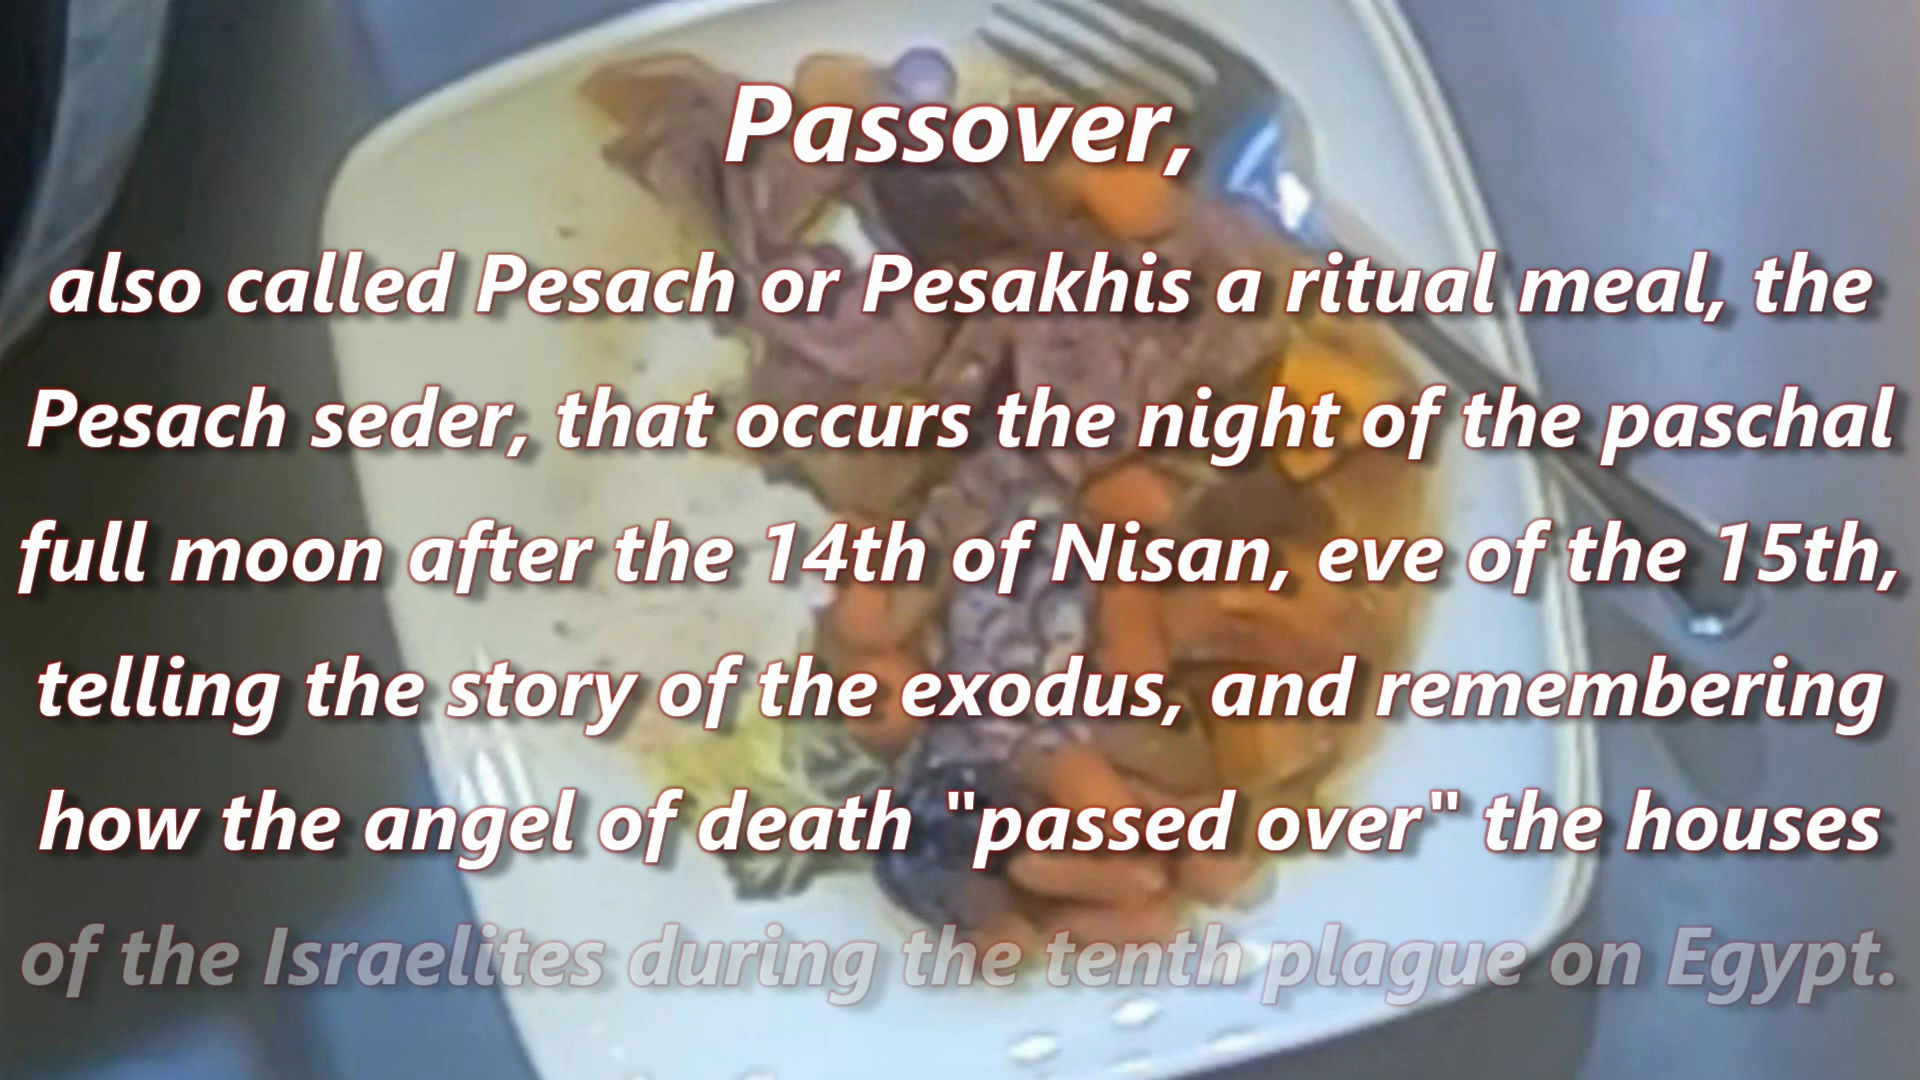 Passover,
also called Pesach or Pesakhis a ritual meal, the
Pesach seder, that occurs the night of the paschal
full moon after the 14th of Nisan, eve of the 15th,
telling the story of the exodus, and remembering
how the angel of death "passed over" the houses
of the Israelites during the tenth plague on Egypt.